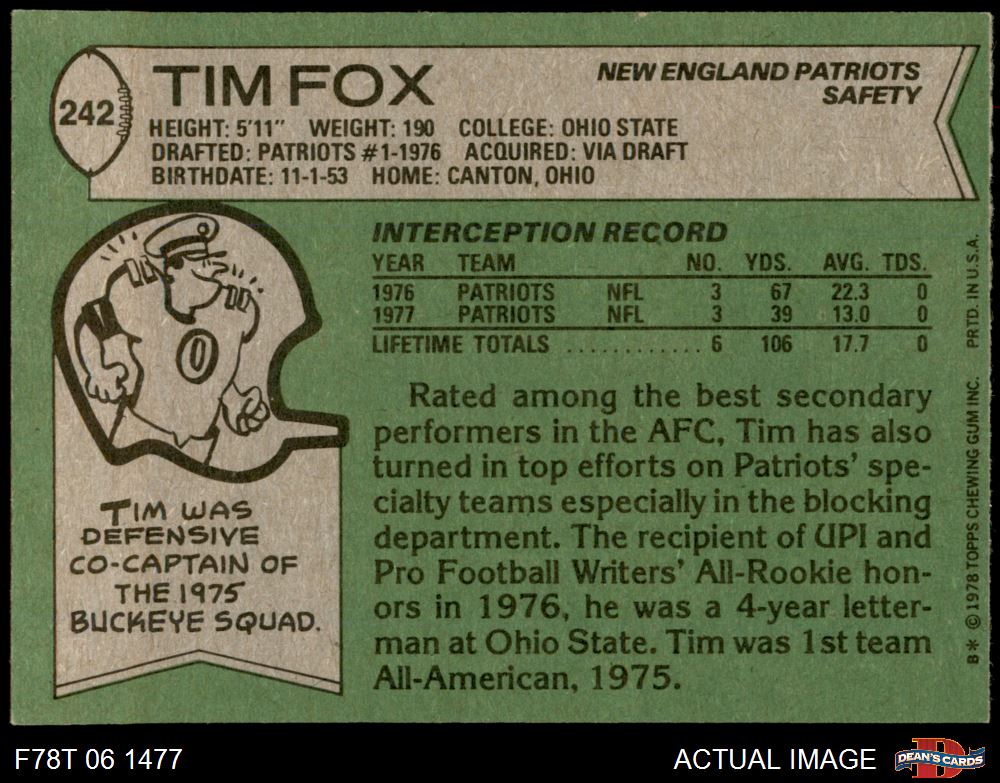 242
TIM FOX
NEW ENGLAND PATRIOTS
SAFETY
HEIGHT: 5'11" WEIGHT: 190 COLLEGE: OHIO STATE
DRAFTED: PATRIOTS #1-1976 ACQUIRED: VIA DRAFT
BIRTHDATE: 11-1-53 HOME: CANTON, OHIO
INTERCEPTION RECORD
YEAR TEAM NO. YDS. AVG. TDS.
1976 PATRIOTS NFL 3 67 22.3 0
1977 PATRIOTS NFL 3 39 13.0 0
LIFETIME TOTALS ............ 6 106 17.7 0
Rated among the best secondary
performers in the AFC, Tim has also
turned in top efforts on Patriots' spe-
cialty teams especially in the blocking
department. The recipient of UPI and
Pro Football Writers' All-Rookie hon-
ors in 1976, he was a 4-year letter-
man at Ohio State. Tim was 1st team
All-American, 1975.
O
TIM WAS
DEFENSIVE
CO-CAPTAIN OF
THE 1975
BUCKEYE SQUAD.
B* © 1978 TOPPS CHEWING GUM INC. PRTD. IN U.S.A.
F78T 06 1477
ACTUAL IMAGE
D
DEAN'S CARDS